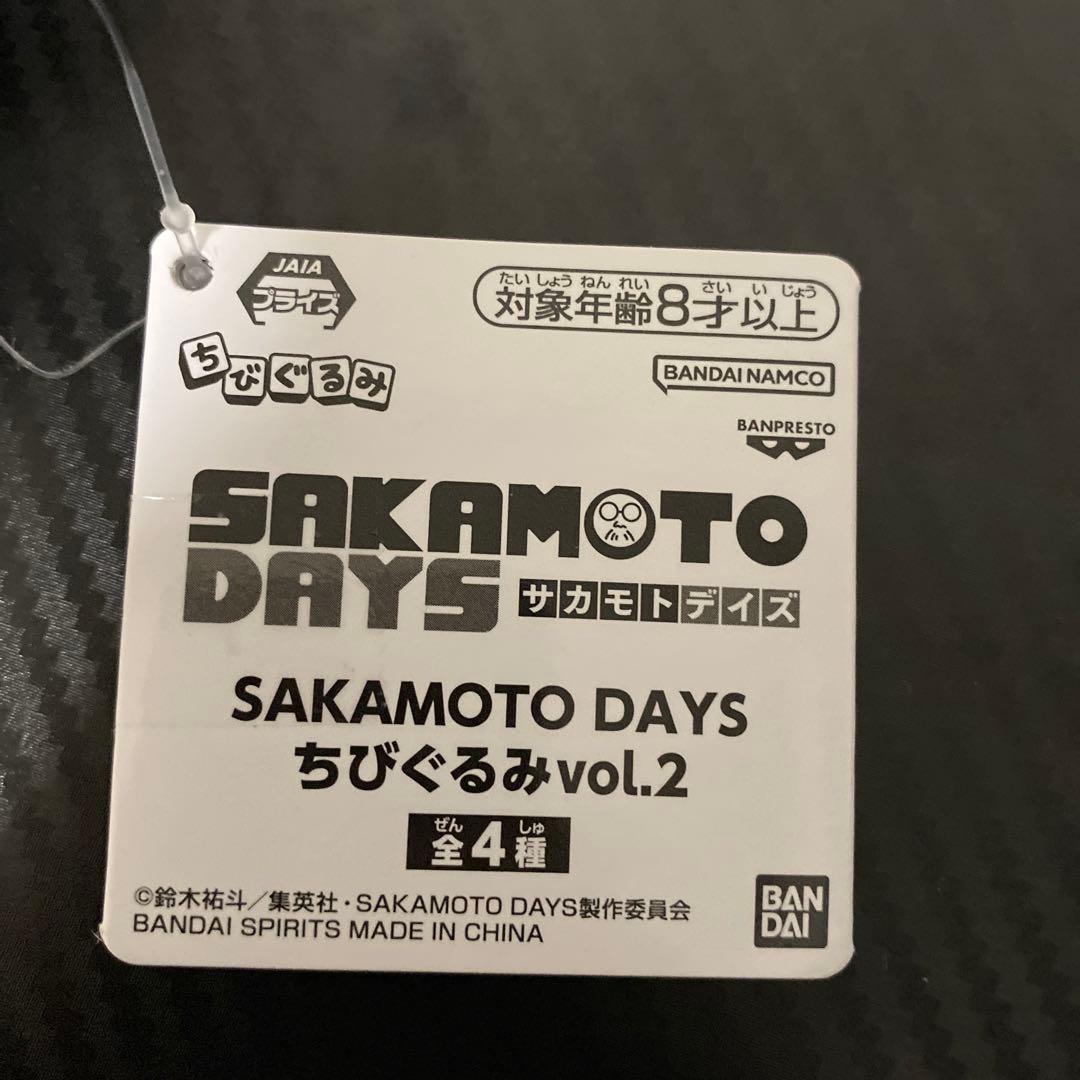 JAIA
プライズ
たいしょうねんれい さいいじょう
対象年齢8才以上
ちびぐるみ
BANDAI NAMCO
BANPRESTO
SAKAMOTO
DAYS
サカモトデイズ
SAKAMOTO DAYS
ちびぐるみvol.2
ぜん しゅ
全4種
©鈴木祐斗／集英社・SAKAMOTO DAYS製作委員会
BANDAI SPIRITS MADE IN CHINA
BAN
DAI